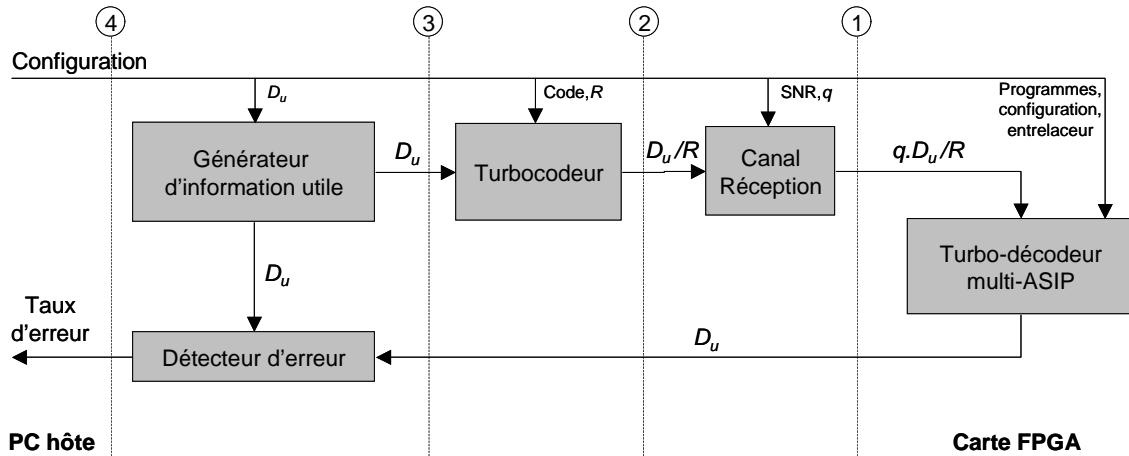 4
3
2
1
Configuration
D_u
Code,R
SNR,q
Programmes,
configuration,
entrelaceur
Générateur
d'information utile
D_u
Turbocodeur
D_u/R
Canal
Réception
q.D_u/R
Turbo-décodeur
multi-ASIP
D_u
Taux
d'erreur
Détecteur d'erreur
D_u
PC hôte
Carte FPGA